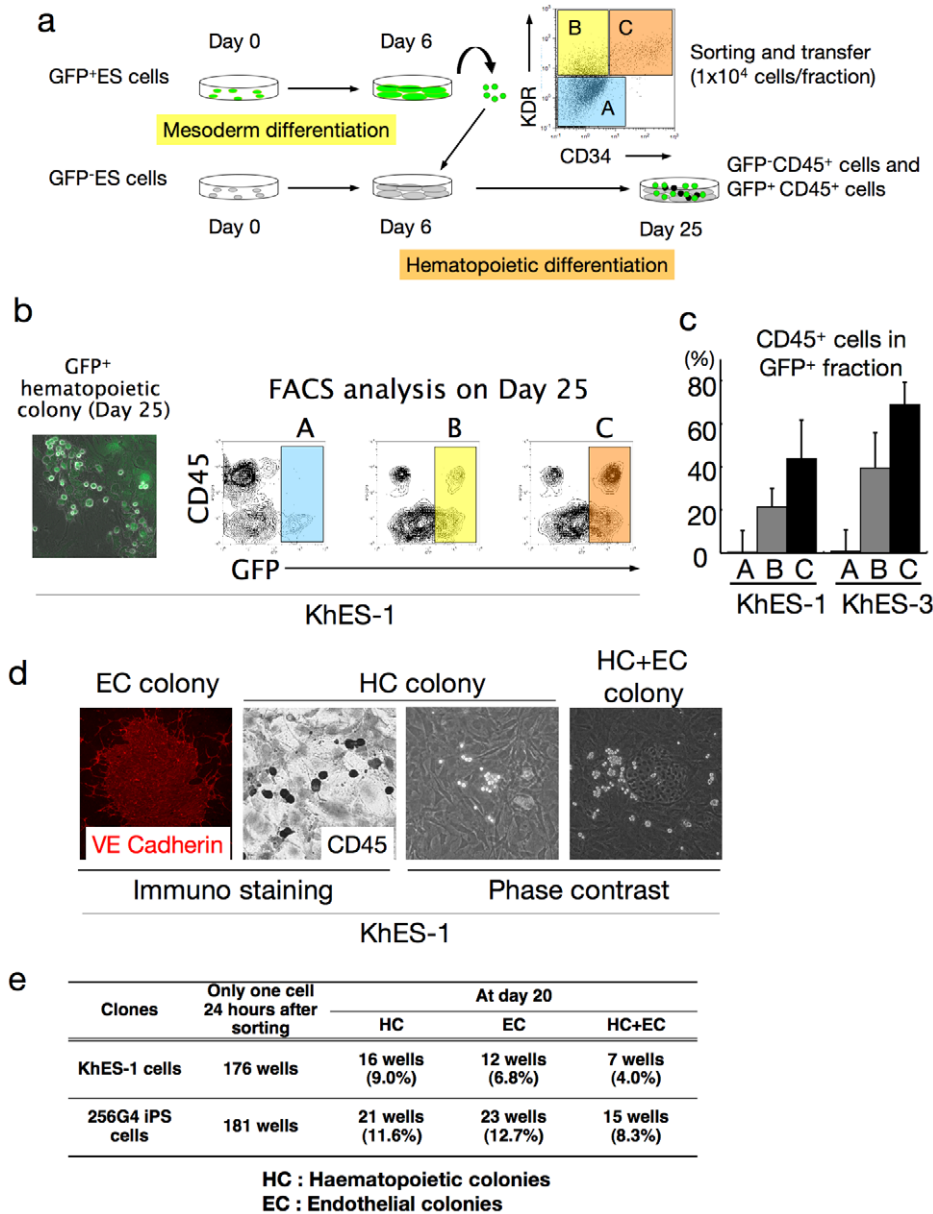 a
Day 0
Day 6
GFP+ES cells
Mesoderm differentiation
B
C
A
KDR
CD34
Sorting and transfer
(1x10⁴ cells/fraction)
GFP-ES cells
GFP-CD45+ cells and
GFP+ CD45+ cells
Day 0
Day 6
Day 25
Hematopoietic differentiation
b
GFP+
hematopoietic
colony (Day 25)
FACS analysis on Day 25
A
B
C
CD45
GFP
KhES-1
c
CD45+ cells in
GFP+ fraction
(%)
80
60
40
20
0
A B C A B C
KhES-1 KhES-3
d
EC colony
HC colony
HC+EC
colony
VE Cadherin
CD45
Immuno staining
Phase contrast
KhES-1
e
Clones
Only one cell
24 hours after
sorting
At day 20
HC EC HC+EC
KhES-1 cells
176 wells
16 wells
(9.0%)
12 wells
(6.8%)
7 wells
(4.0%)
256G4 iPS
cells
181 wells
21 wells
(11.6%)
23 wells
(12.7%)
15 wells
(8.3%)
HC : Haematopoietic colonies
EC : Endothelial colonies